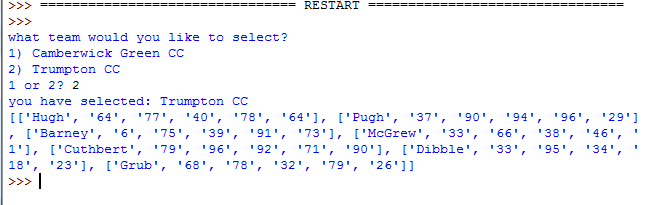 >>> ================================ RESTART ================================
>>>
what team would you like to select?
1) Camberwick Green CC
2) Trumpton CC
1 or 2? 2
you have selected: Trumpton CC
[['Hugh', '64', '77', '40', '78', '64'], ['Pugh', '37', '90', '94', '96', '29']
, ['Barney', '6', '75', '39', '91', '73'], ['McGrew', '33', '66', '38', '46', '
1'], ['Cuthbert', '79', '96', '92', '71', '90'], ['Dibble', '33', '95', '34', '
18', '23'], ['Grub', '68', '78', '32', '79', '26']]
>>>